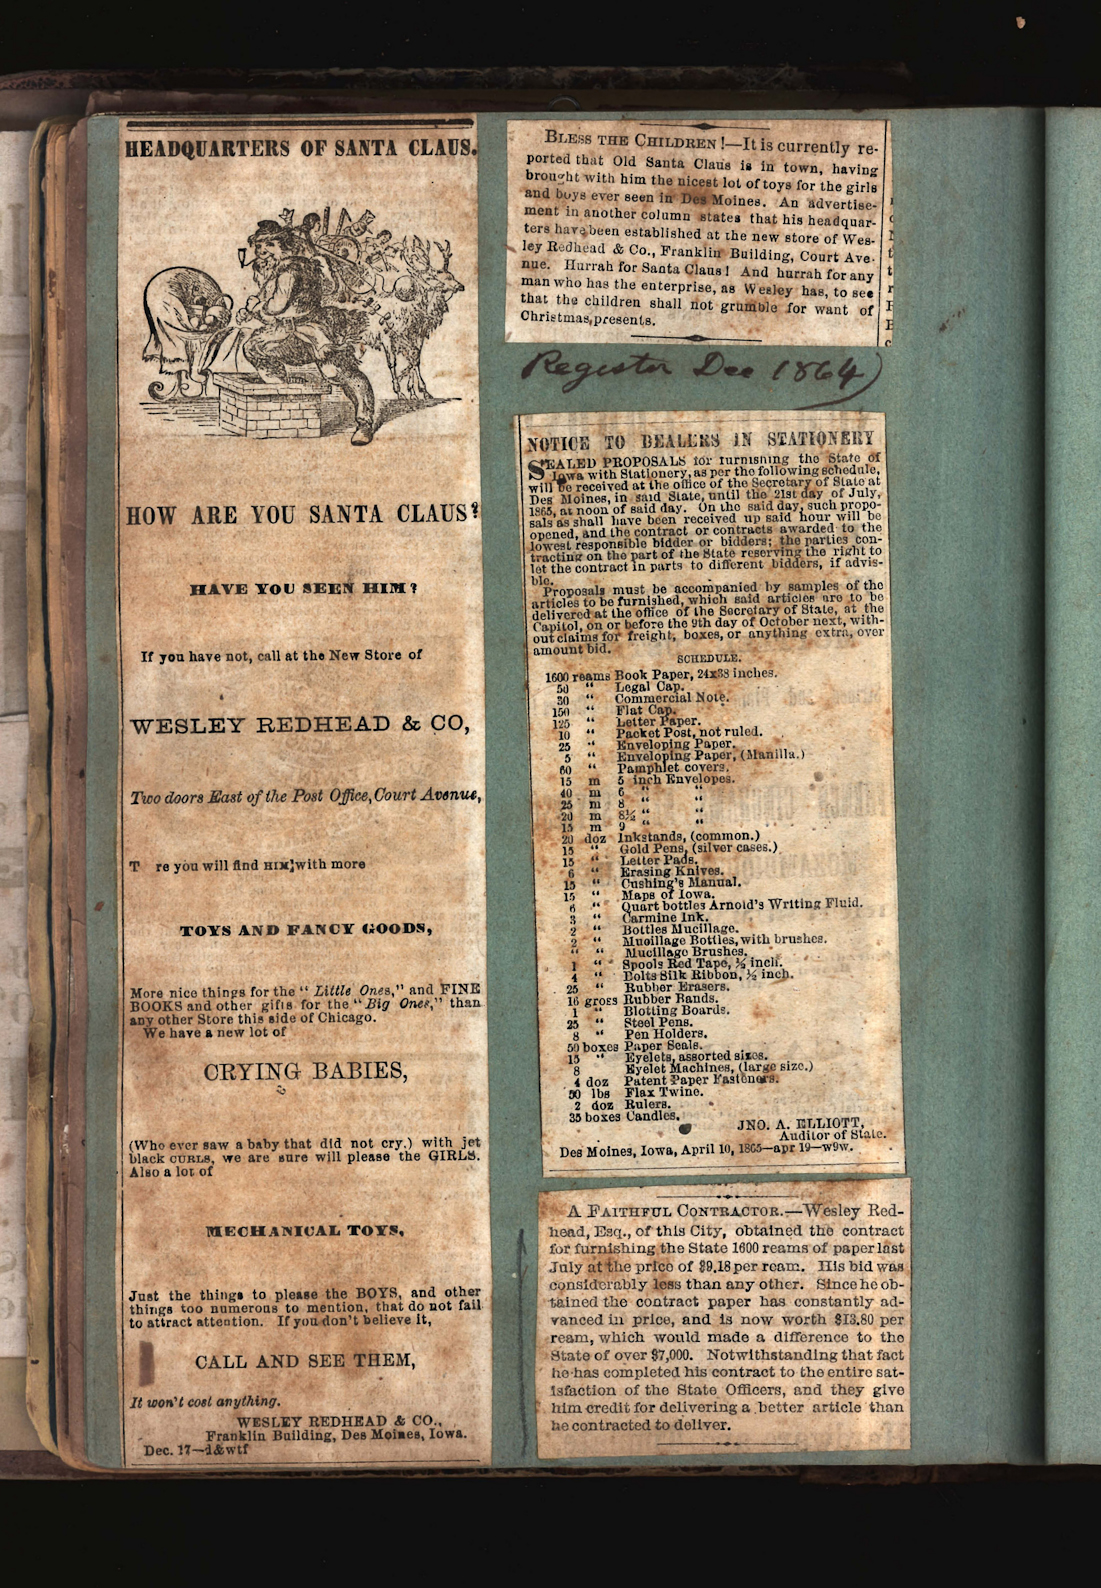 HEADQUARTERS OF SANTA CLAUS.
HOW ARE YOU SANTA CLAUS?
HAVE YOU SEEN HIM?
If you have not, call at the New Store of
WESLEY REDHEAD & CO,
Two doors East of the Post Office, Court Avenue,
T re you will find HIM, with more
TOYS AND FANCY GOODS,
More nice things for the "Little Ones," and FINE
BOOKS and other gifts for the "Big Ones," than
any other Store this side of Chicago.
We have a new lot of
CRYING BABIES,
(Who ever saw a baby that did not cry.) with jet
black CURLS, we are sure will please the GIRLS.
Also a lot of
MECHANICAL TOYS,
Just the things to please the BOYS, and other
things too numerous to mention, that do not fail
to attract attention. If you don't believe it,
CALL AND SEE THEM,
It won't cost anything.
WESLEY REDHEAD & CO.,
Franklin Building, Des Moines, Iowa.
Dec. 17—d&wtf
BLESS THE CHILDREN!—It is currently re-
ported that Old Santa Claus is in town, having
brought with him the nicest lot of toys for the girls
and boys ever seen in Des Moines. An advertise-
ment in another column states that his headquar-
ters have been established at the new store of Wes-
ley Redhead & Co., Franklin Building, Court Ave-
nue. Hurrah for Santa Claus! And hurrah for any
man who has the enterprise, as Wesley has, to see
that the children shall not grumble for want of
Christmas presents.
Register Dec 1864)
NOTICE TO DEALERS IN STATIONERY
SEALED PROPOSALS for furnishing the State of
Iowa with Stationery, as per the following schedule,
will be received at the office of the Secretary of State at
Des Moines, in said State, until the 21st day of July,
1865, at noon of said day. On the said day, such propo-
sals as shall have been received up said hour will be
opened, and the contract or contracts awarded to the
lowest responsible bidder or bidders; the parties con-
tracting on the part of the State reserving the right to
let the contract in parts to different bidders, if advis-
ble.
Proposals must be accompanied by samples of the
articles to be furnished, which said articles are to be
delivered at the office of the Secretary of State, at the
Capitol, on or before the 9th day of October next, with-
out claims for freight, boxes, or anything extra, over
amount bid.
SCHEDULE.
1600 reams Book Paper, 24x38 inches.
50 " Legal Cap.
30 " Commercial Note.
150 " Flat Cap.
125 " Letter Paper.
10 " Packet Post, not ruled.
25 " Enveloping Paper.
5 " Enveloping Paper, (Manilla.)
60 " Pamphlet covers.
15 m 5 inch Envelopes.
40 m 6 " "
25 m 8 " "
20 m 8½ " "
15 m 9 " "
20 doz Inkstands, (common.)
15 " Gold Pens, (silver cases.)
15 " Letter Pads.
6 " Erasing Knives.
15 " Cushing's Manual.
15 " Maps of Iowa.
6 " Quart bottles Arnold's Writing Fluid.
3 " Carmine Ink.
2 " Bottles Mucillage.
2 " Mucillage Bottles, with brushes.
" " Mucillage Brushes.
1 " Spools Red Tape, ½ inch.
4 " Bolts Silk Ribbon, ½ inch.
25 " Rubber Erasers.
16 gross Rubber Bands.
1 " Blotting Boards.
25 " Steel Pens.
8 " Pen Holders.
50 boxes Paper Seals.
15 " Eyelets, assorted sizes.
8 Eyelet Machines, (large size.)
4 doz Patent Paper Fasteners.
50 lbs Flax Twine.
2 doz Rulers.
35 boxes Candles.
JNO. A. ELLIOTT,
Auditor of State.
Des Moines, Iowa, April 10, 1865—apr 19—w9w.
A FAITHFUL CONTRACTOR.—Wesley Red-
head, Esq., of this City, obtained the contract
for furnishing the State 1600 reams of paper last
July at the price of $9,18 per ream. His bid was
considerably less than any other. Since he ob-
tained the contract paper has constantly ad-
vanced in price, and is now worth $13.80 per
ream, which would made a difference to the
State of over $7,000. Notwithstanding that fact
he has completed his contract to the entire sat-
isfaction of the State Officers, and they give
him credit for delivering a better article than
he contracted to deliver.